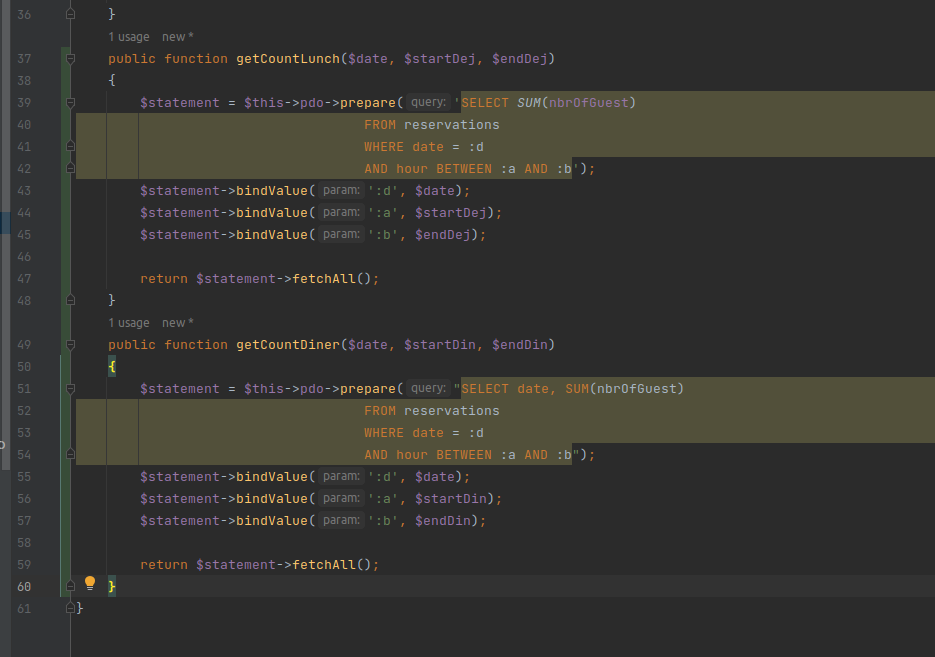 36 }
1 usage new *
37 public function getCountLunch($date, $startDej, $endDej)
38 {
39 $statement = $this->pdo->prepare( query: 'SELECT SUM(nbrOfGuest)
40 FROM reservations
41 WHERE date = :d
42 AND hour BETWEEN :a AND :b');
43 $statement->bindValue( param: ':d', $date);
44 $statement->bindValue( param: ':a', $startDej);
45 $statement->bindValue( param: ':b', $endDej);
46
47 return $statement->fetchAll();
48 }
1 usage new *
49 public function getCountDiner($date, $startDin, $endDin)
50 {
51 $statement = $this->pdo->prepare( query: "SELECT date, SUM(nbrOfGuest)
52 FROM reservations
53 WHERE date = :d
54 AND hour BETWEEN :a AND :b");
55 $statement->bindValue( param: ':d', $date);
56 $statement->bindValue( param: ':a', $startDin);
57 $statement->bindValue( param: ':b', $endDin);
58
59 return $statement->fetchAll();
60 }
61 }